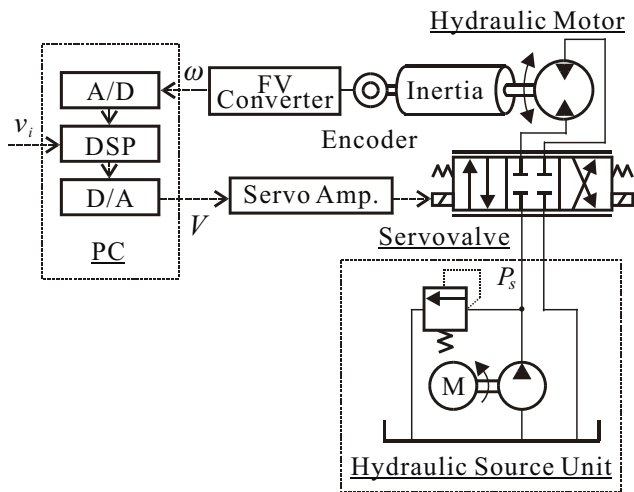 Hydraulic Motor
A/D
ω
FV
Converter
Inertia
v_i
DSP
Encoder
D/A
V
Servo Amp.
PC
Servovalve
P_s
M
Hydraulic Source Unit